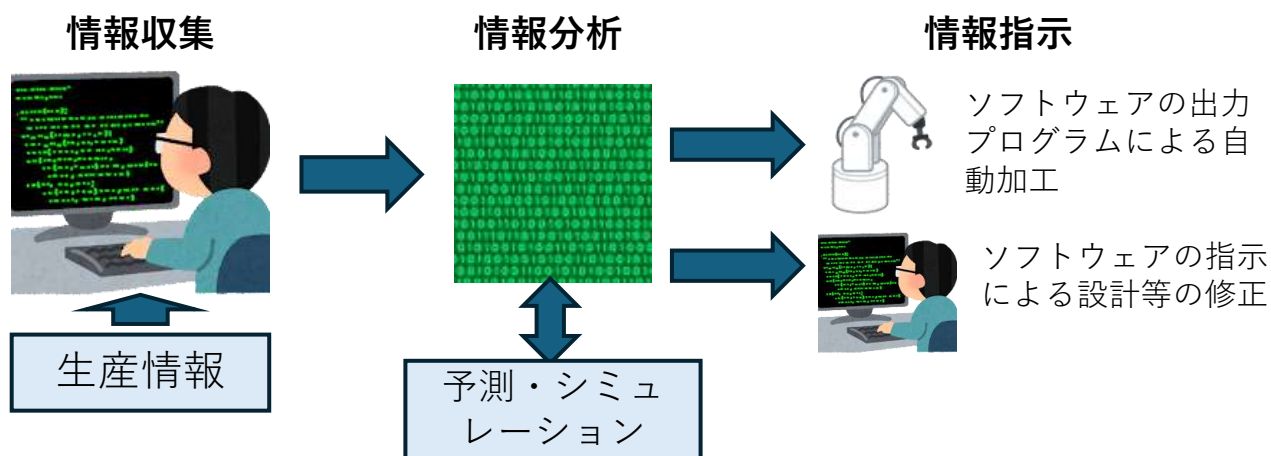 情報収集
情報分析
情報指示
ソフトウェアの出力
プログラムによる自
動加工
ソフトウェアの指示
による設計等の修正
生産情報
予測・シミュ
レーション